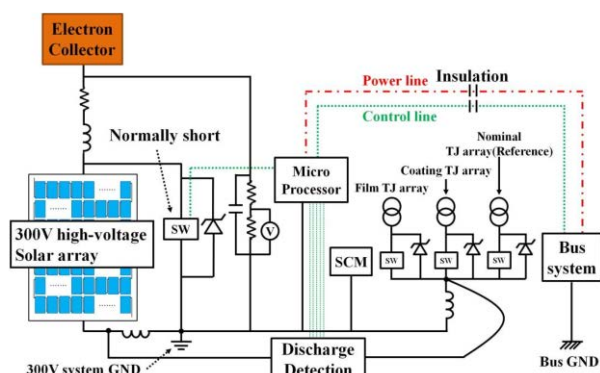 Electron
Collector
Power line
Insulation
Control line
Normally short
Nominal
TJ array(Reference)
Coating TJ array
Film TJ array
Micro
Processor
300V high-voltage
Solar array
SW
V
SCM
SW
SW
SW
Bus
system
300V system GND
Discharge
Detection
Bus GND